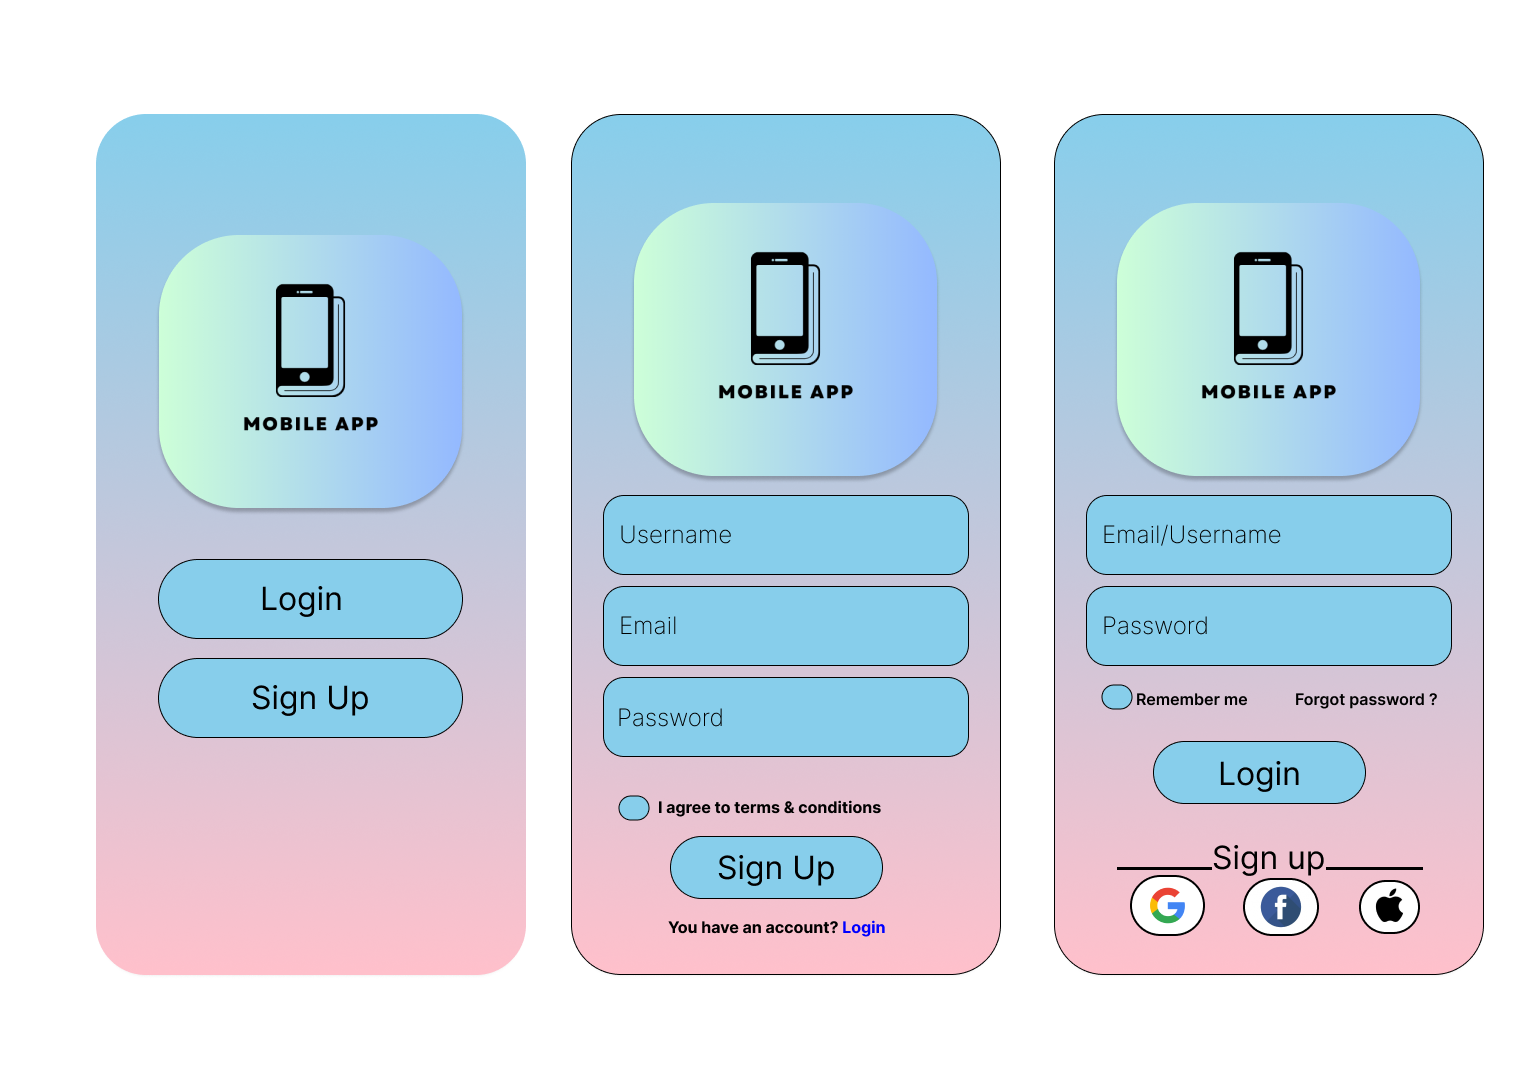 MOBILE APP
Login
Sign Up
MOBILE APP
Username
Email
Password
I agree to terms & conditions
Sign Up
You have an account? Login
MOBILE APP
Email/Username
Password
Remember me
Forgot password ?
Login
Sign up